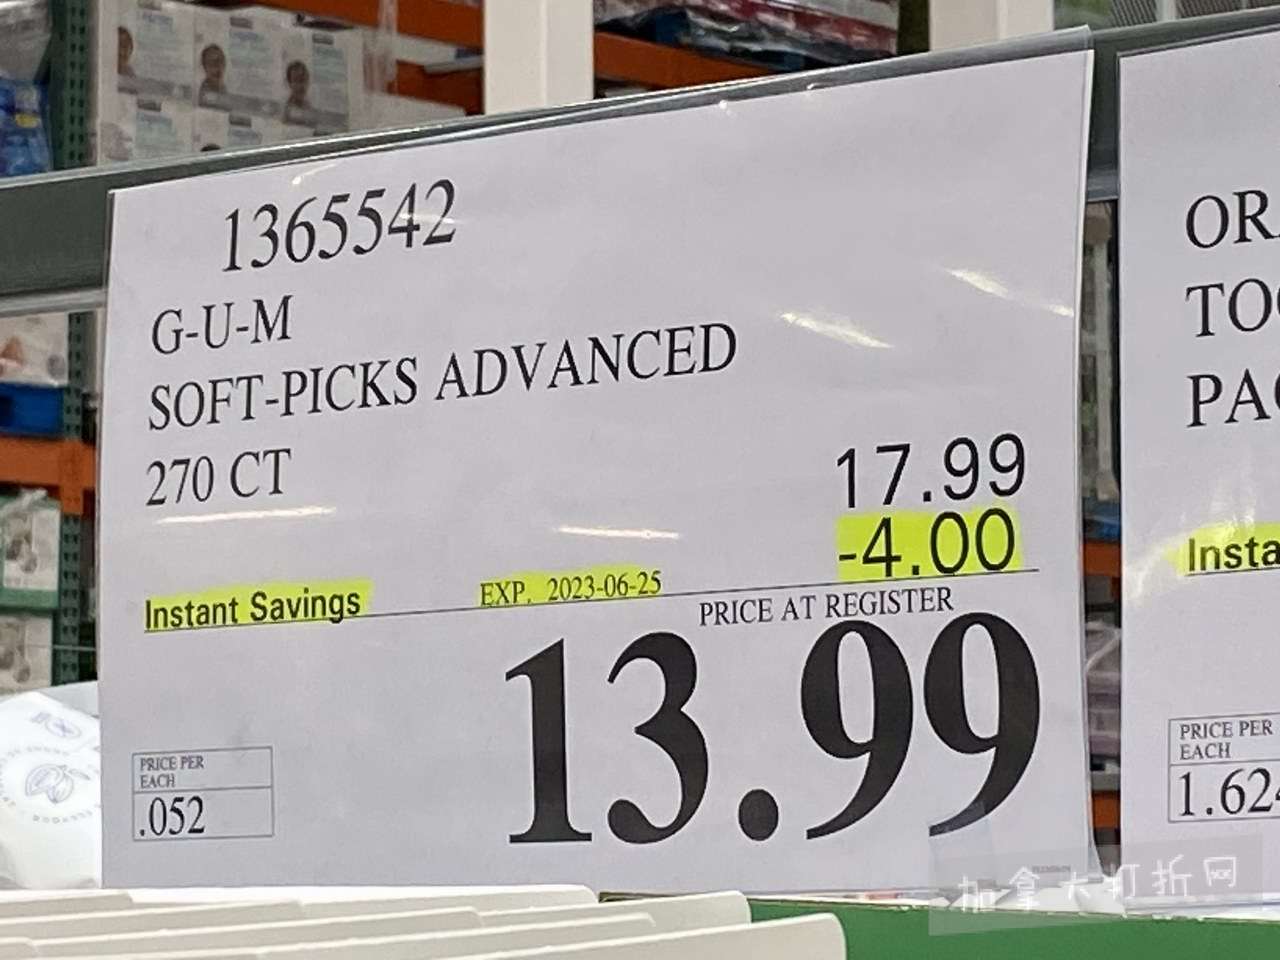 1365542
G-U-M
SOFT-PICKS ADVANCED
270 CT
17.99
-4.00
Instant Savings
EXP. 2023-06-25
PRICE AT REGISTER
13.99
PRICE PER
EACH
.052
OR
TO
PA
Insta
PRICE PER
EACH
1.62
加拿大打折网